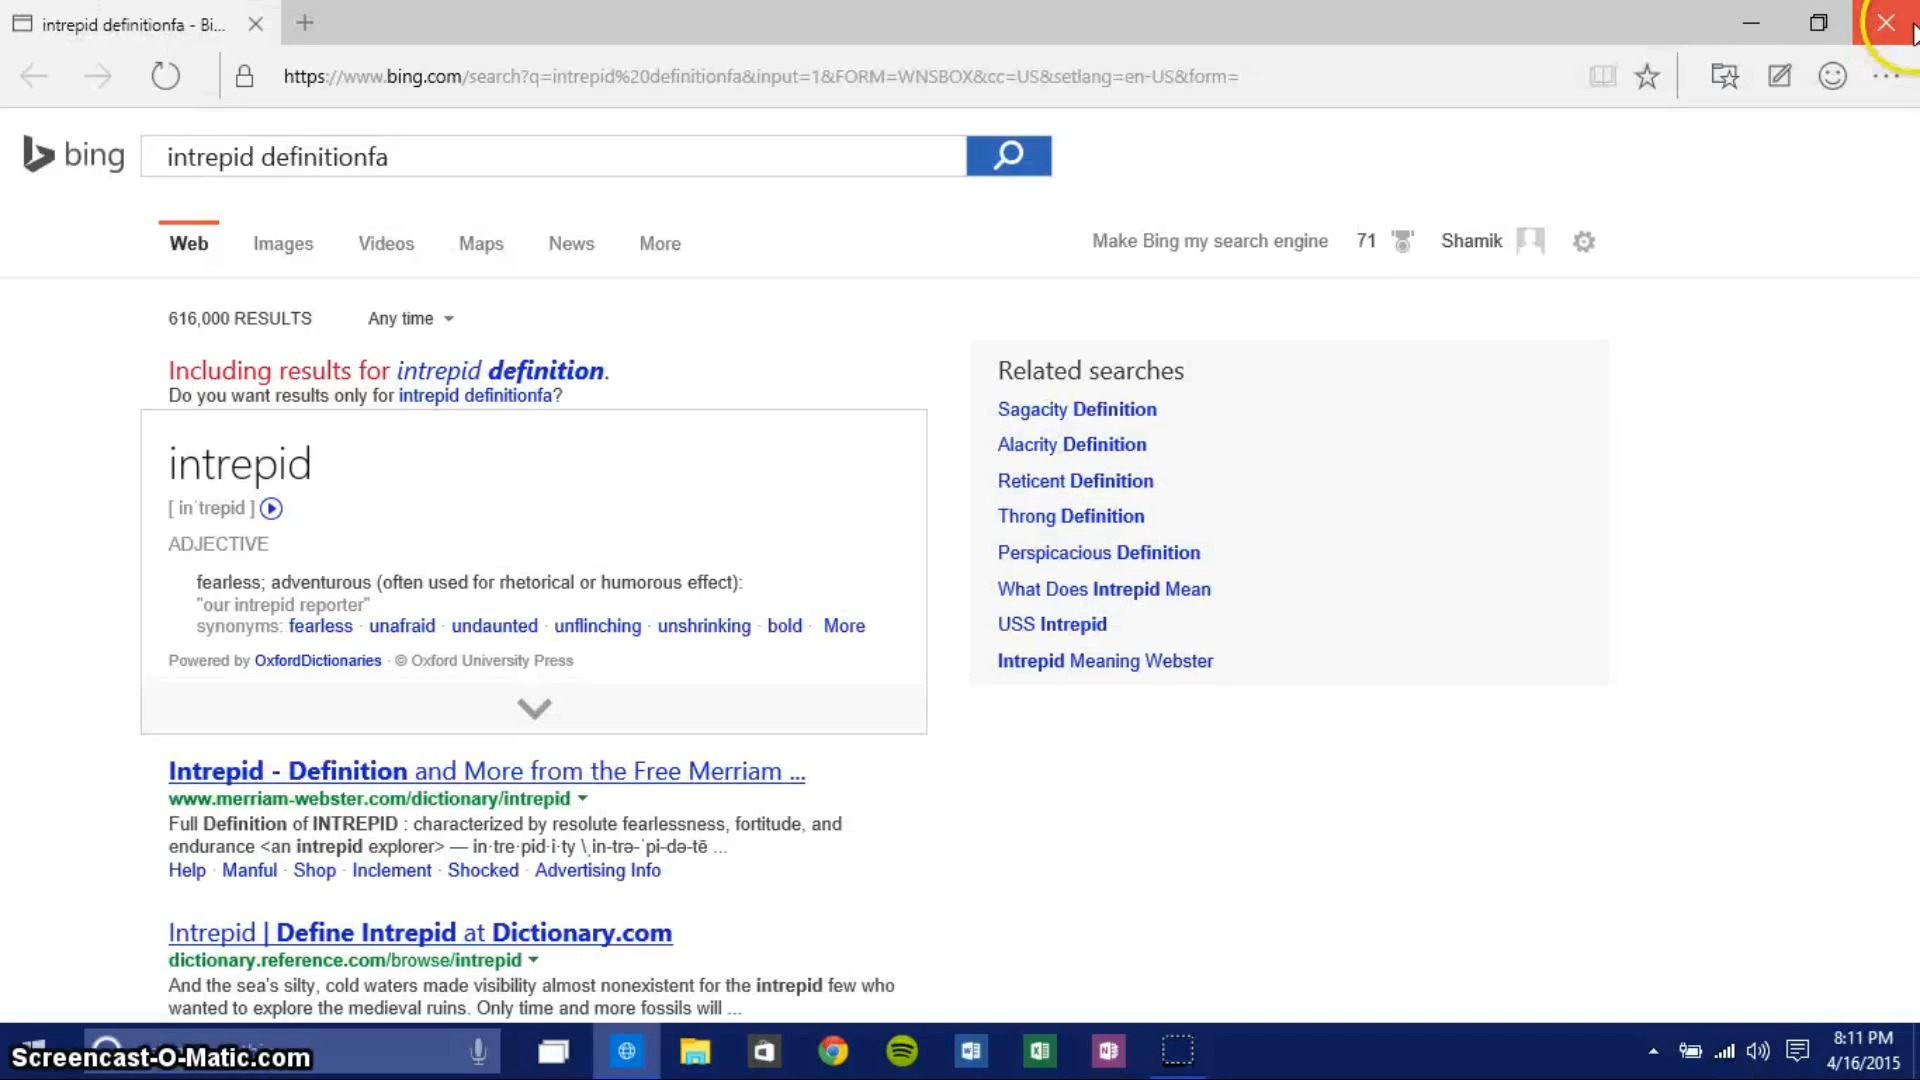 intrepid definitionfa - Bi...
https://www.bing.com/search?q=intrepid%20definitionfa&input=1&FORM=WNSBOX&cc=US&setlang=en-US&form=
bing
intrepid definitionfa
Web Images Videos Maps News More
Make Bing my search engine 71 Shamik
616,000 RESULTS Any time
Including results for intrepid definition.
Do you want results only for intrepid definitionfa?
intrepid
[ inˈtrepid ]
ADJECTIVE
fearless; adventurous (often used for rhetorical or humorous effect):
"our intrepid reporter"
synonyms: fearless · unafraid · undaunted · unflinching · unshrinking · bold · More
Powered by OxfordDictionaries · © Oxford University Press
Related searches
Sagacity Definition
Alacrity Definition
Reticent Definition
Throng Definition
Perspicacious Definition
What Does Intrepid Mean
USS Intrepid
Intrepid Meaning Webster
Intrepid - Definition and More from the Free Merriam ...
www.merriam-webster.com/dictionary/intrepid
Full Definition of INTREPID : characterized by resolute fearlessness, fortitude, and
endurance <an intrepid explorer> — in·tre·pid·i·ty \ˌin-trə-ˈpi-də-tē ...
Help · Manful · Shop · Inclement · Shocked · Advertising Info
Intrepid | Define Intrepid at Dictionary.com
dictionary.reference.com/browse/intrepid
And the sea's silty, cold waters made visibility almost nonexistent for the intrepid few who
wanted to explore the medieval ruins. Only time and more fossils will ...
Screencast-O-Matic.com
8:11 PM
4/16/2015